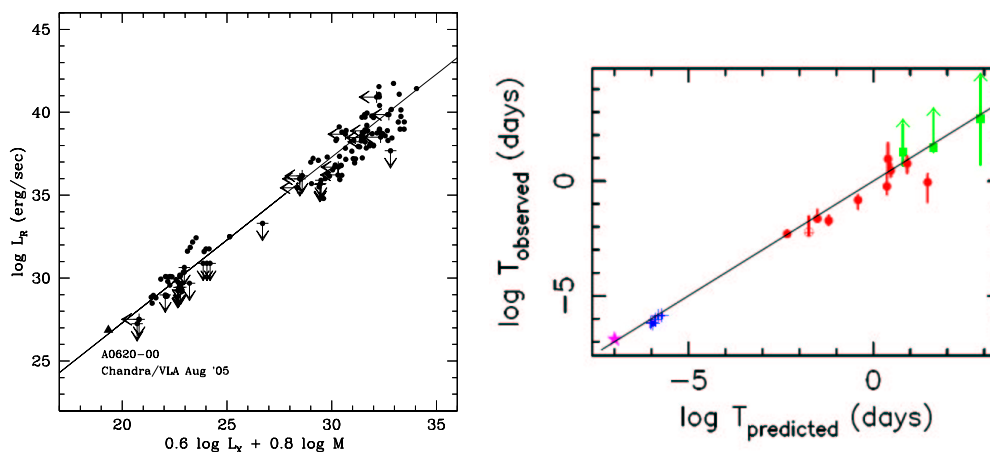 45
40
35
30
25
log L_R (erg/sec)
A0620-00
Chandra/VLA Aug '05
20 25 30 35
0.6 log L_X + 0.8 log M
log T_observed (days)
0
−5
−5 0
log T_predicted (days)